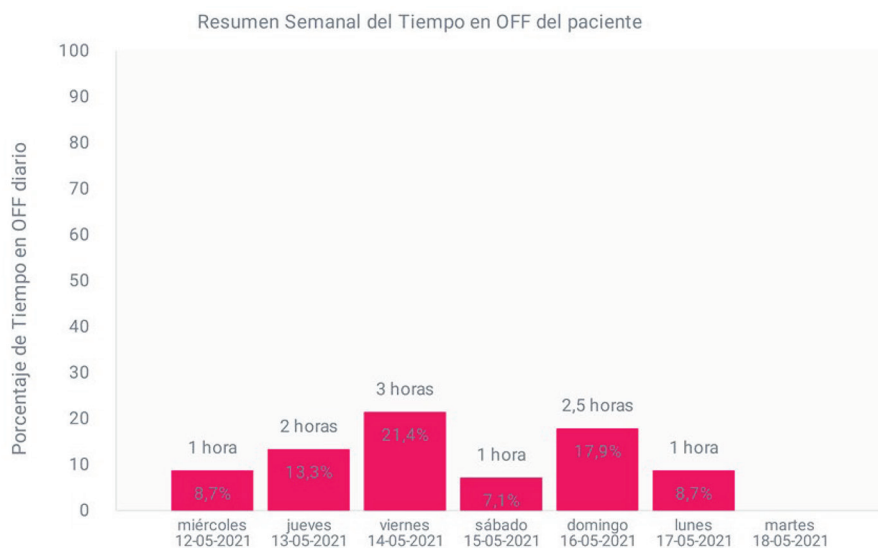 Resumen Semanal del Tiempo en OFF del paciente
Porcentaje de Tiempo en OFF diario
100
90
80
70
60
50
40
30
20
10
0
1 hora
8,7%
2 horas
13,3%
3 horas
21,4%
1 hora
7,1%
2,5 horas
17,9%
1 hora
8,7%
miércoles
12-05-2021
jueves
13-05-2021
viernes
14-05-2021
sábado
15-05-2021
domingo
16-05-2021
lunes
17-05-2021
martes
18-05-2021